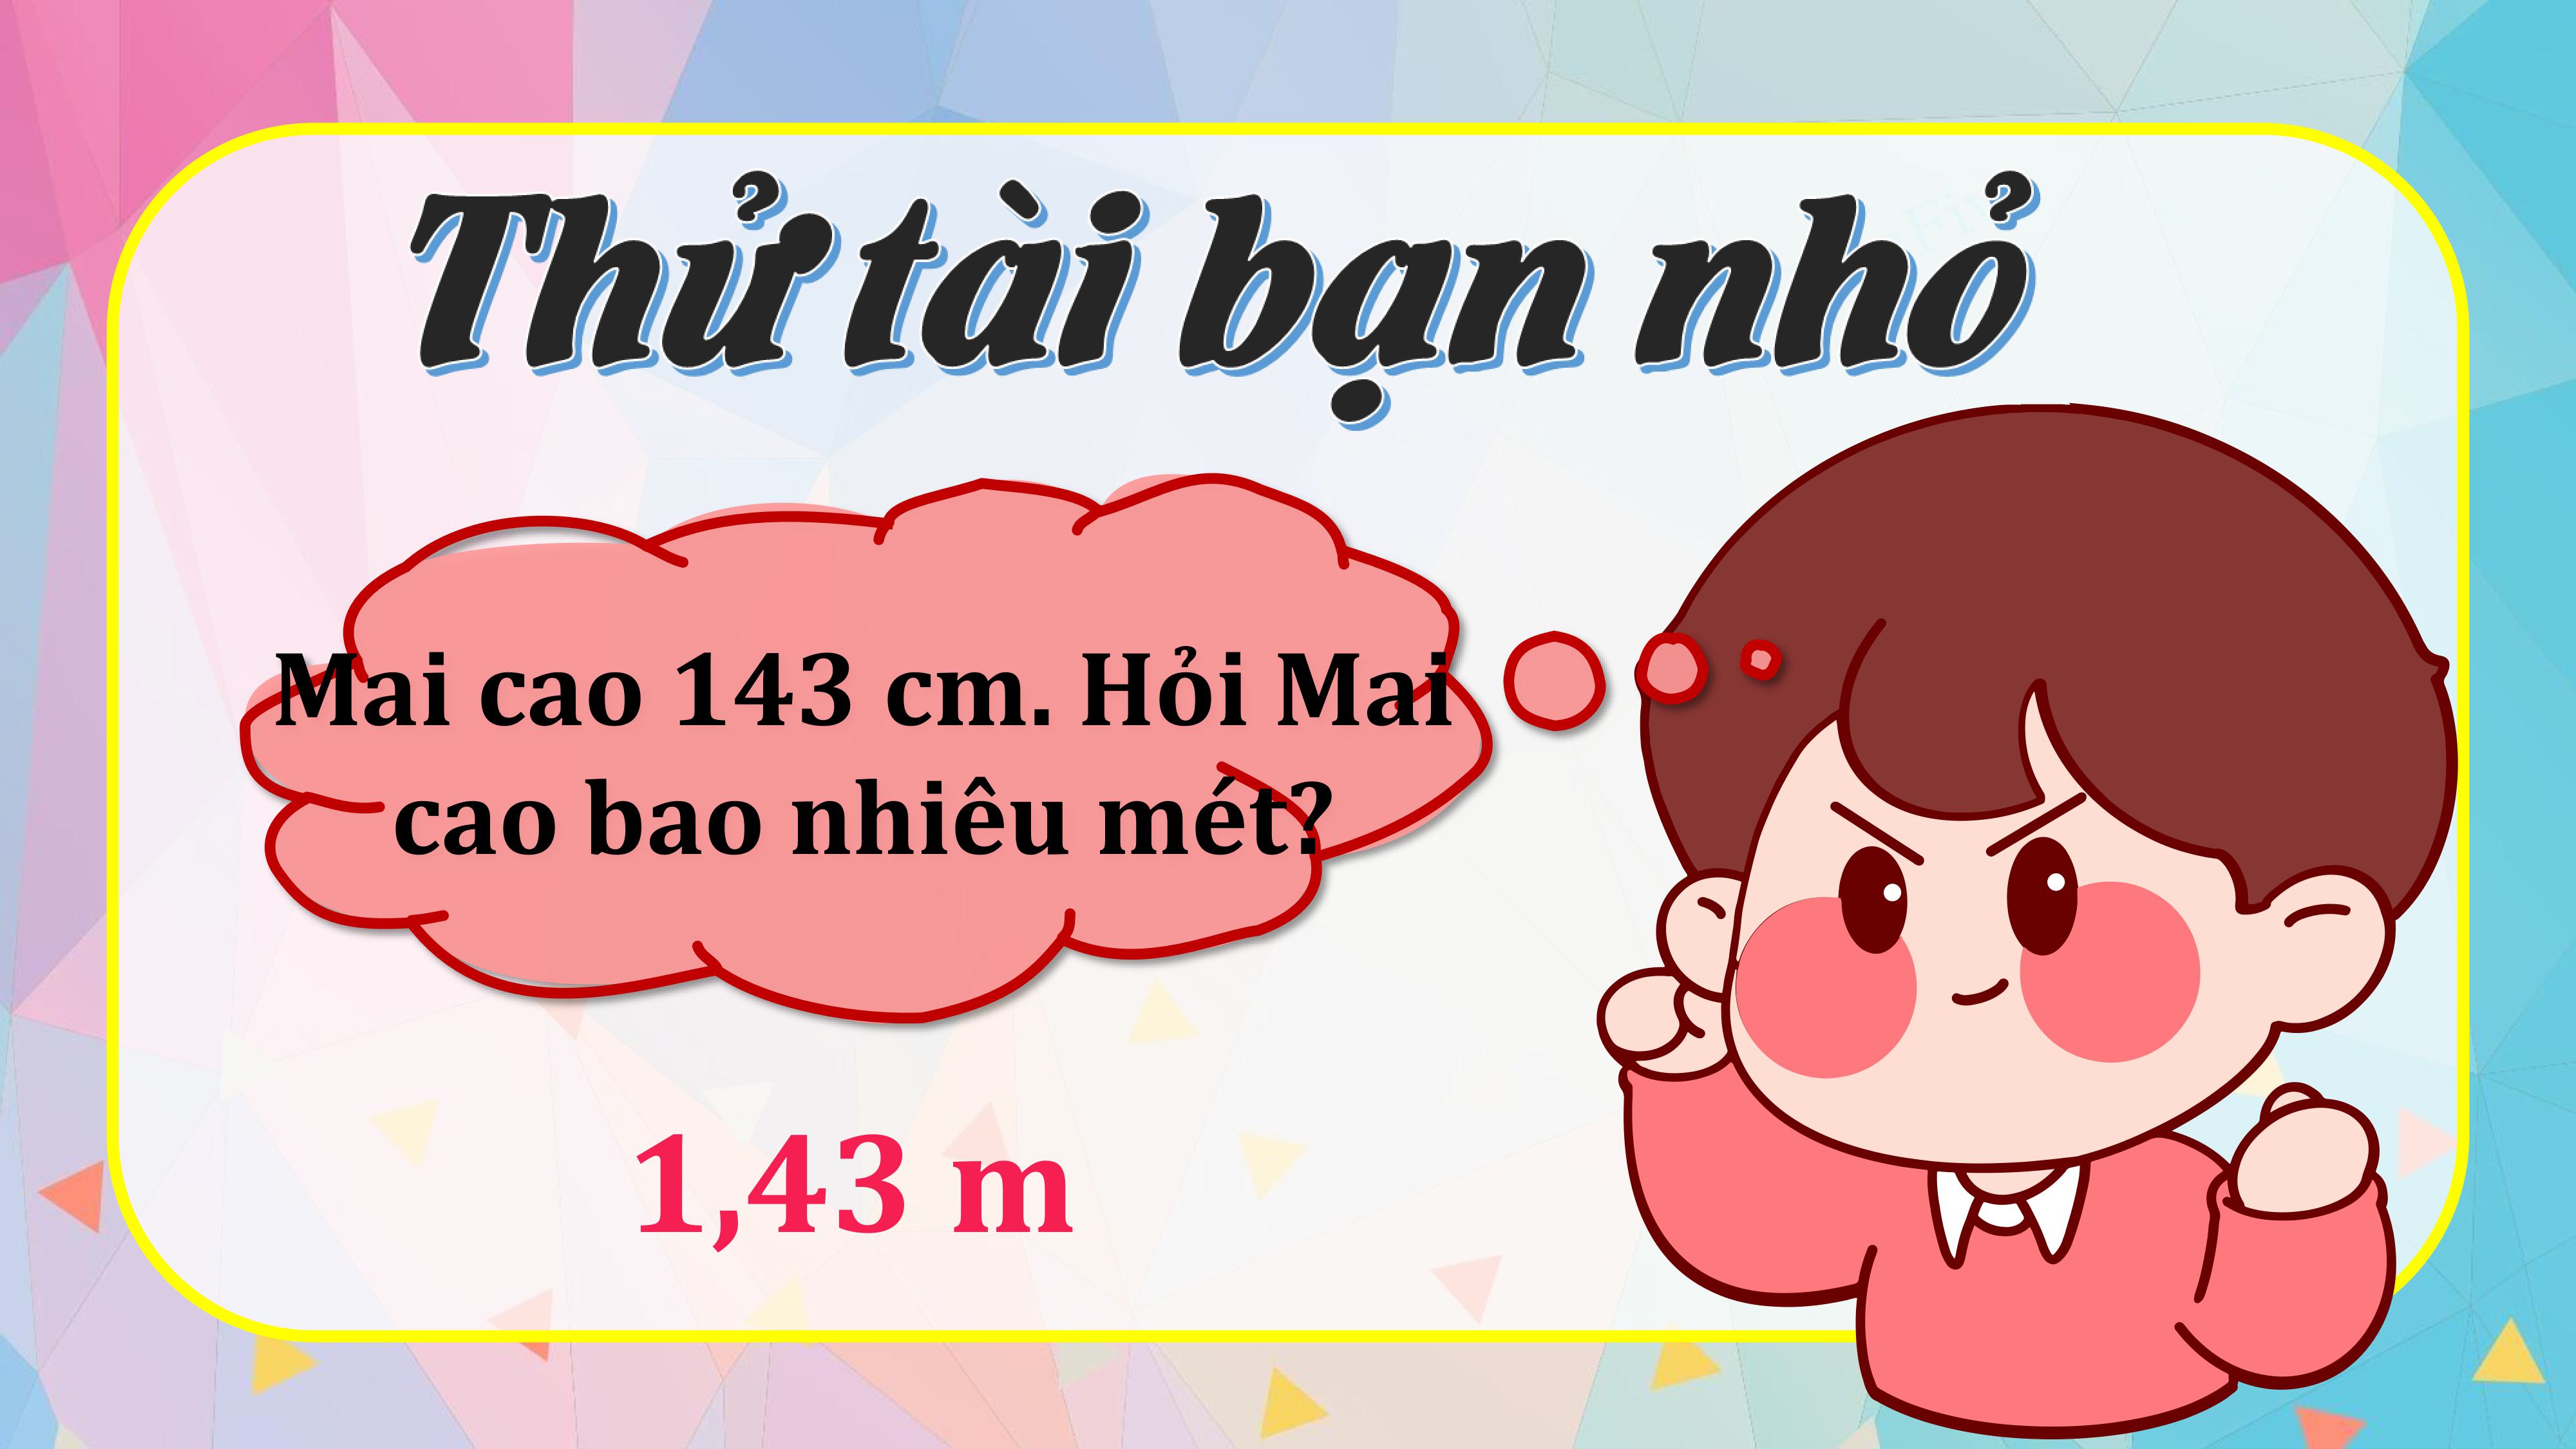 Thử tài bạn nhỏ
Mai cao 143 cm. Hỏi Mai
cao bao nhiêu mét?
1,43 m